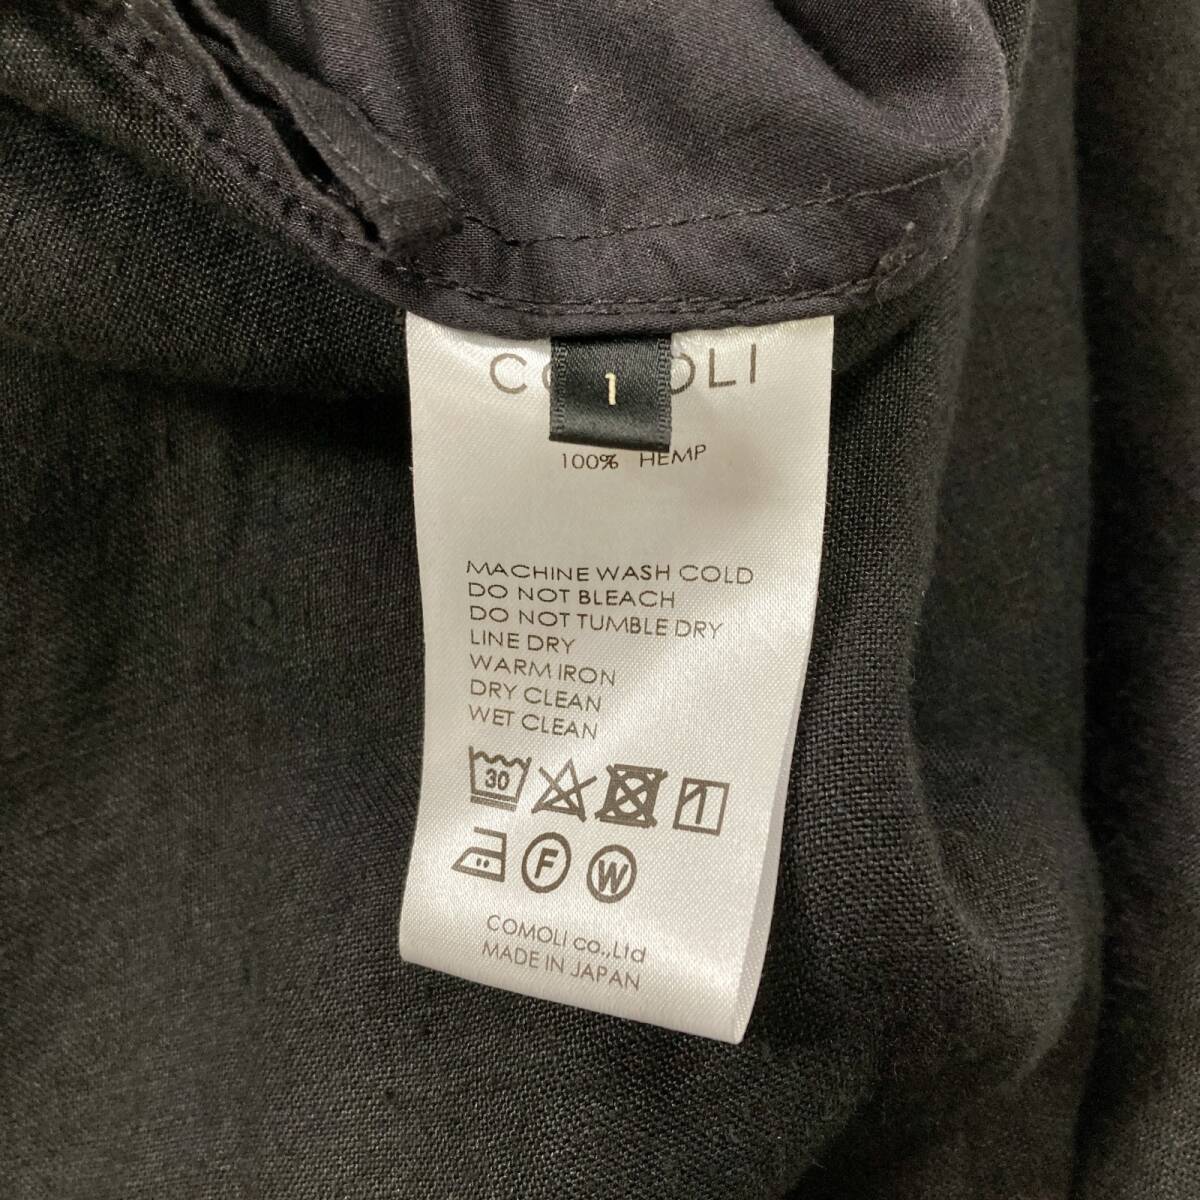 1
100% HEMP
MACHINE WASH COLD
DO NOT BLEACH
DO NOT TUMBLE DRY
LINE DRY
WARM IRON
DRY CLEAN
WET CLEAN
30
F W
COMOLI co.,Ltd
MADE IN JAPAN